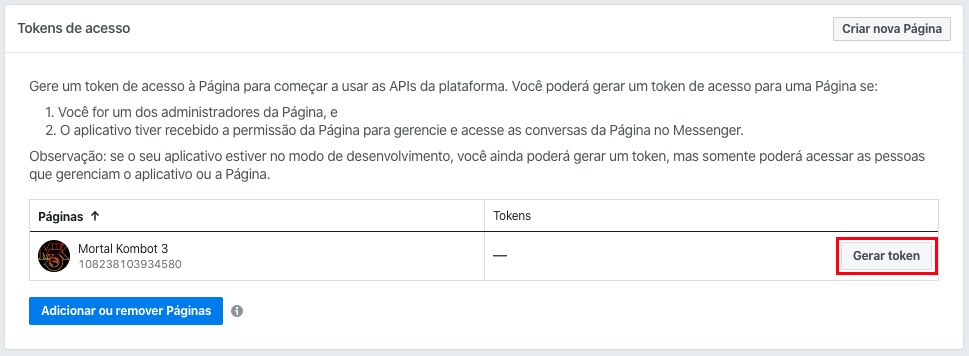 Tokens de acesso
Criar nova Página
Gere um token de acesso à Página para começar a usar as APIs da plataforma. Você poderá gerar um token de acesso para uma Página se:
1. Você for um dos administradores da Página, e
2. O aplicativo tiver recebido a permissão da Página para gerencie e acesse as conversas da Página no Messenger.
Observação: se o seu aplicativo estiver no modo de desenvolvimento, você ainda poderá gerar um token, mas somente poderá acessar as pessoas
que gerenciam o aplicativo ou a Página.
Páginas ↑
Tokens
Mortal Kombot 3
108238103934580
—
Gerar token
Adicionar ou remover Páginas